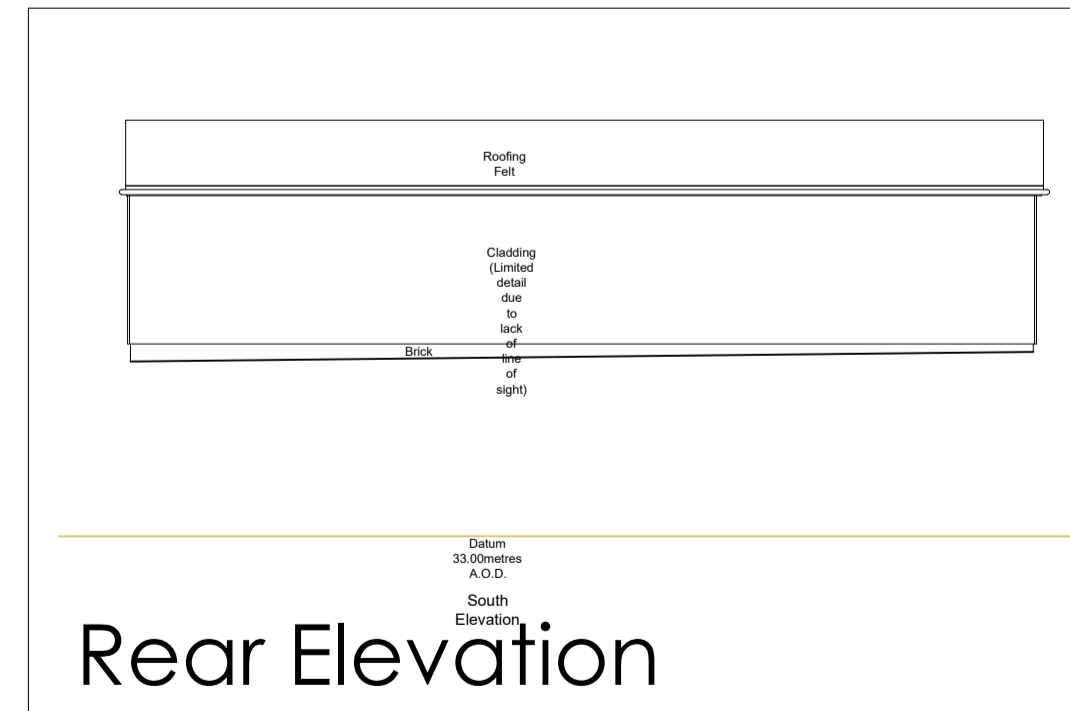 Roofing
Felt
Cladding
(Limited
detail
due
to
lack
of
line
of
sight)
Brick
Datum
33.00metres
A.O.D.
South
Elevation
Rear Elevation